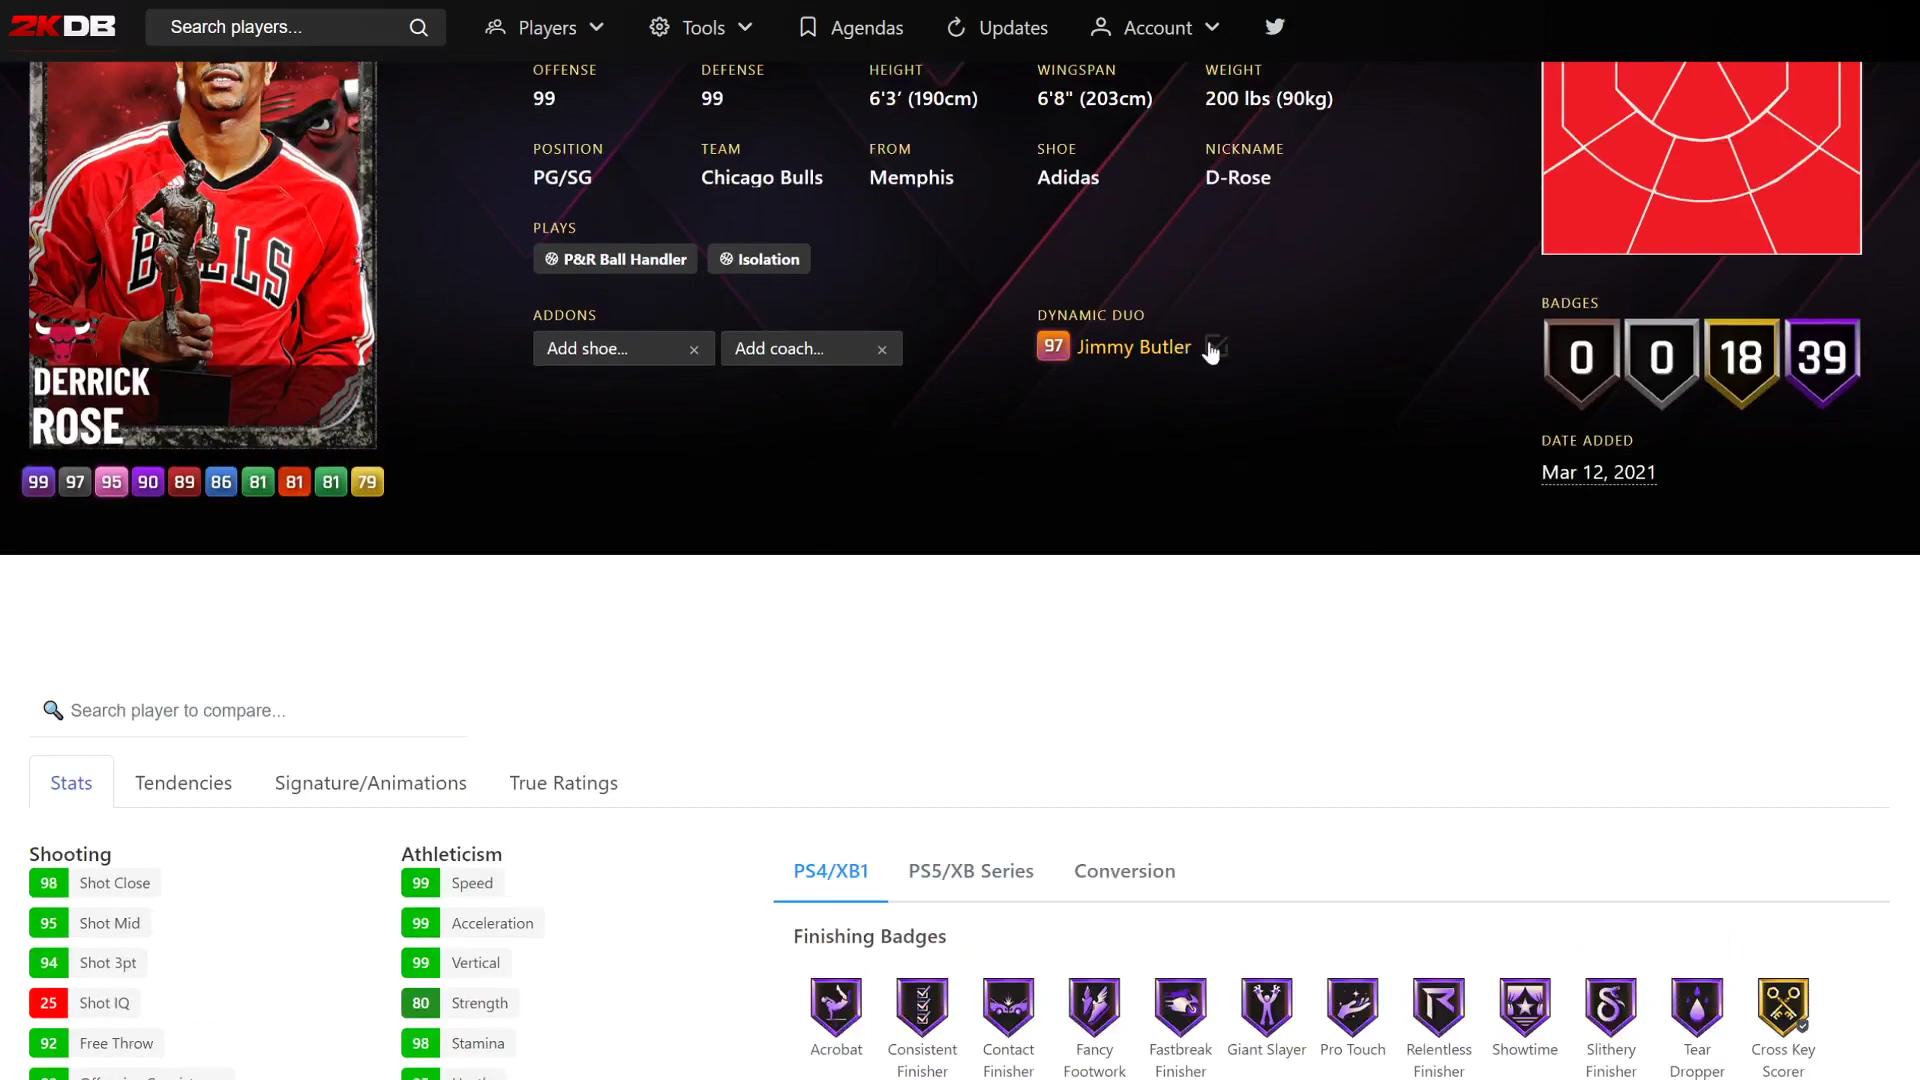 2KDB
Search players...
Players
Tools
Agendas
Updates
Account
OFFENSE
99
DEFENSE
99
HEIGHT
6'3' (190cm)
WINGSPAN
6'8" (203cm)
WEIGHT
200 lbs (90kg)
POSITION
PG/SG
TEAM
Chicago Bulls
FROM
Memphis
SHOE
Adidas
NICKNAME
D-Rose
PLAYS
P&R Ball Handler
Isolation
ADDONS
Add shoe... ×
Add coach... ×
DYNAMIC DUO
97 Jimmy Butler
BULLS
DERRICK
ROSE
99 97 95 90 89 86 81 81 81 79
BADGES
0 0 18 39
DATE ADDED
Mar 12, 2021
Search player to compare...
Stats
Tendencies
Signature/Animations
True Ratings
Shooting
98 Shot Close
95 Shot Mid
94 Shot 3pt
25 Shot IQ
92 Free Throw
Athleticism
99 Speed
99 Acceleration
99 Vertical
80 Strength
98 Stamina
PS4/XB1
PS5/XB Series
Conversion
Finishing Badges
Acrobat
Consistent
Finisher
Contact
Finisher
Fancy
Footwork
Fastbreak
Finisher
Giant Slayer
Pro Touch
Relentless
Finisher
Showtime
Slithery
Finisher
Tear
Dropper
Cross Key
Scorer